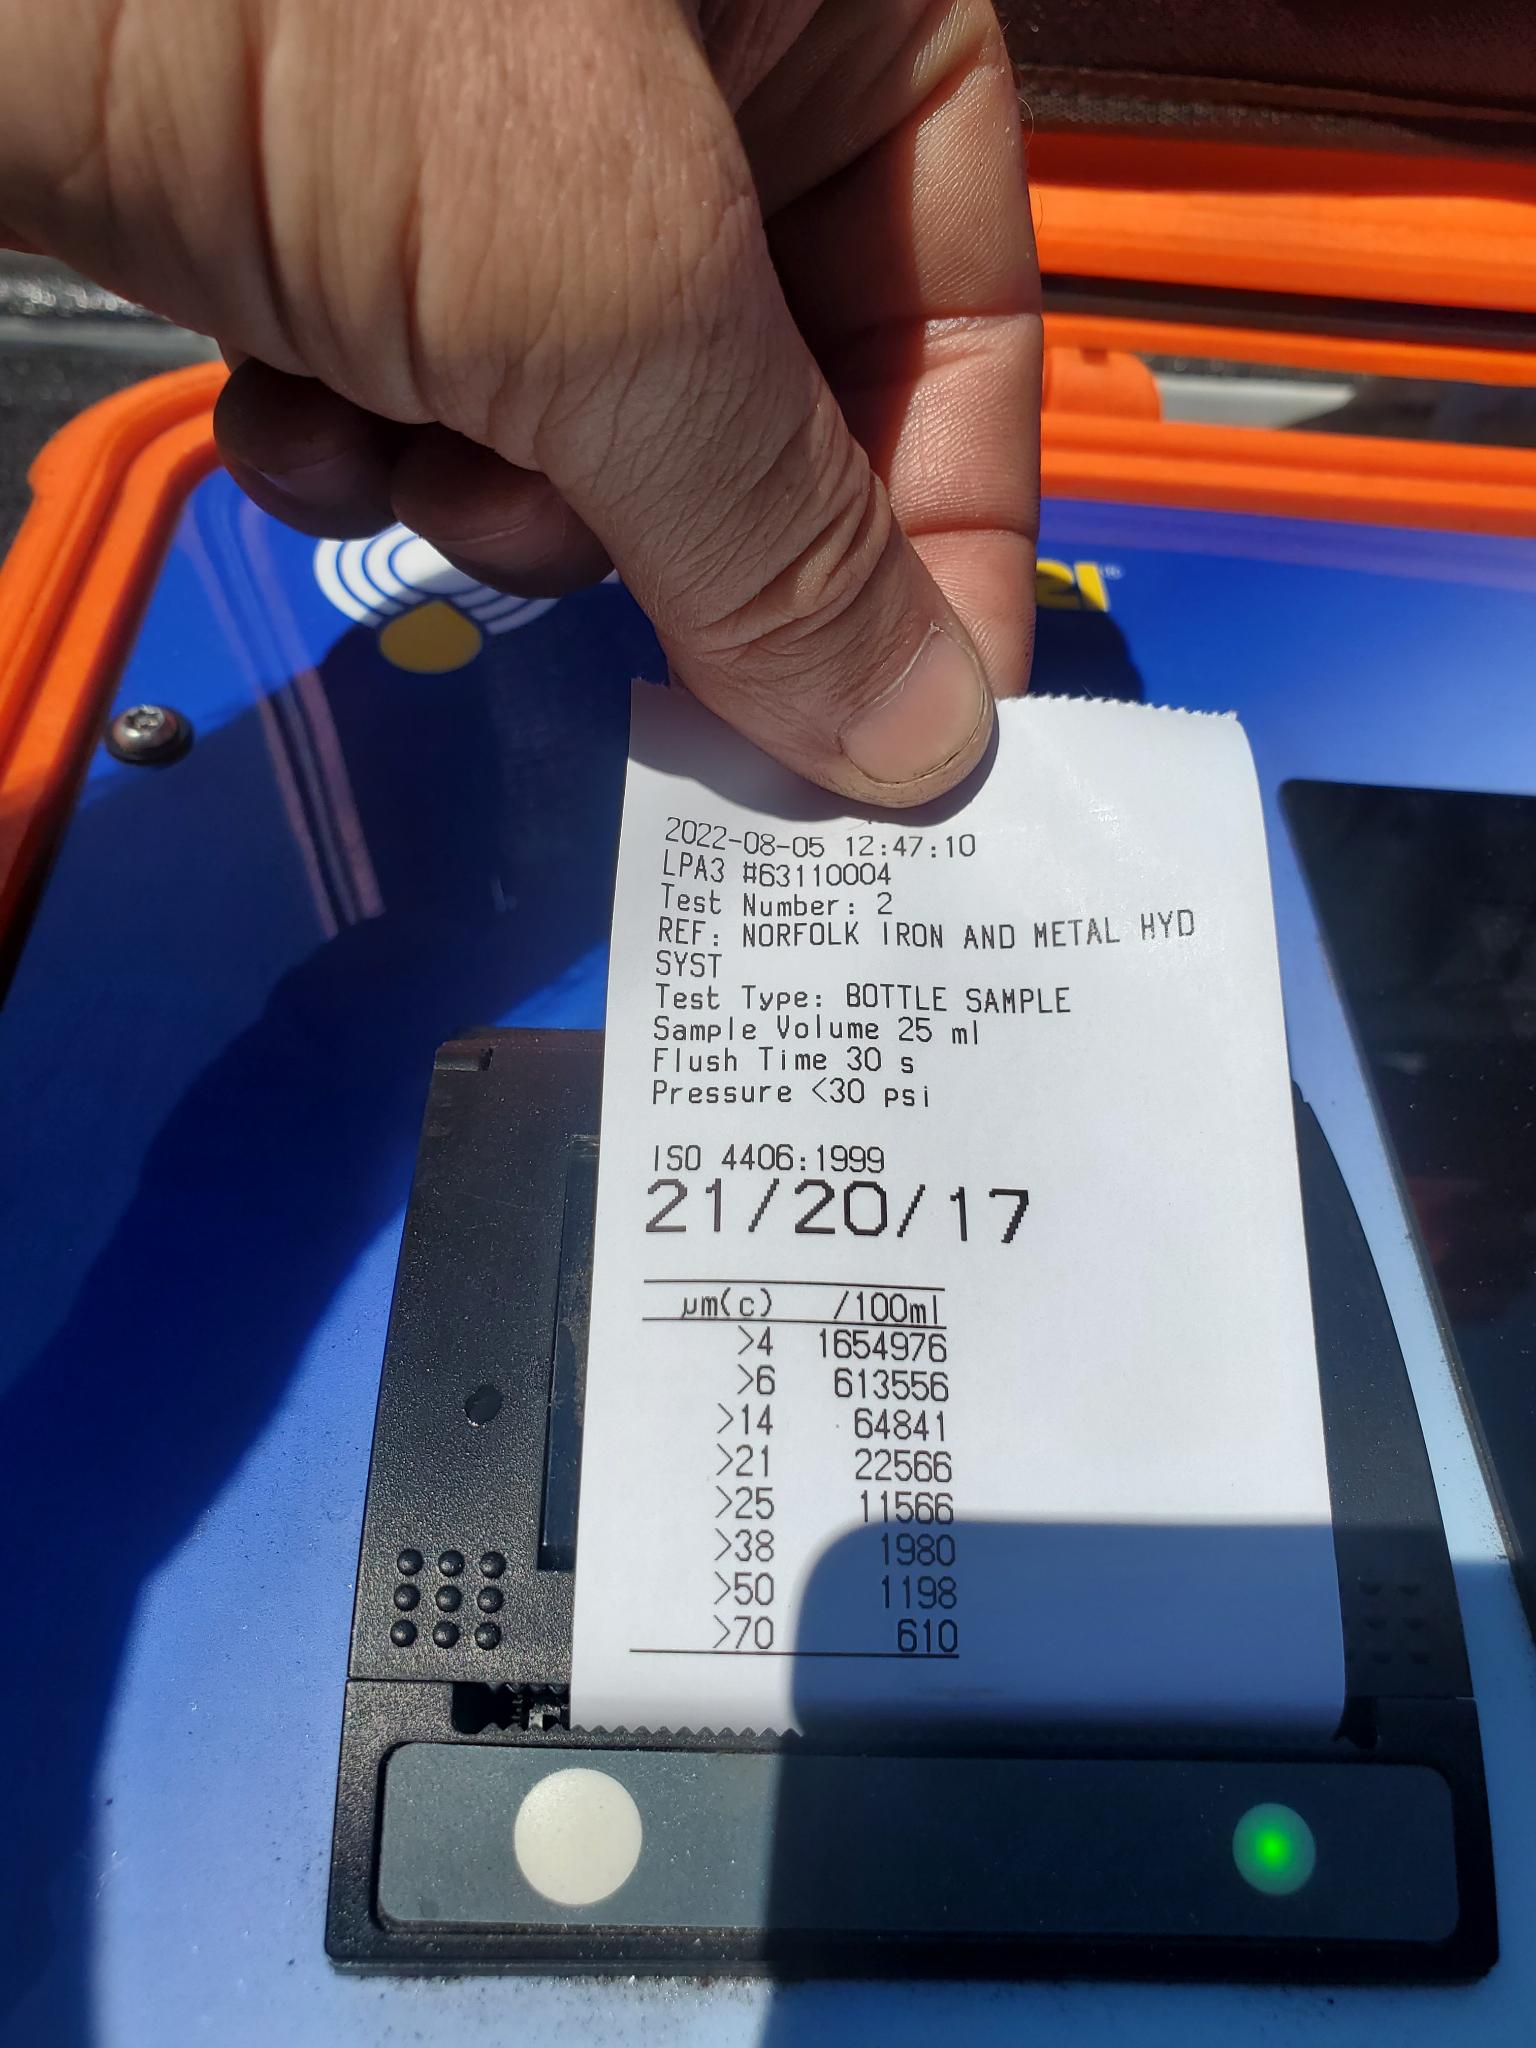 2022-08-05 12:47:10
LPA3 #63110004
Test Number: 2
REF: NORFOLK IRON AND METAL HYD
SYST
Test Type: BOTTLE SAMPLE
Sample Volume 25 ml
Flush Time 30 s
Pressure <30 psi
ISO 4406:1999
21/20/17
µm(c) /100ml
>4 1654976
>6 613556
>14 64841
>21 22566
>25 11566
>38 1980
>50 1198
>70 610